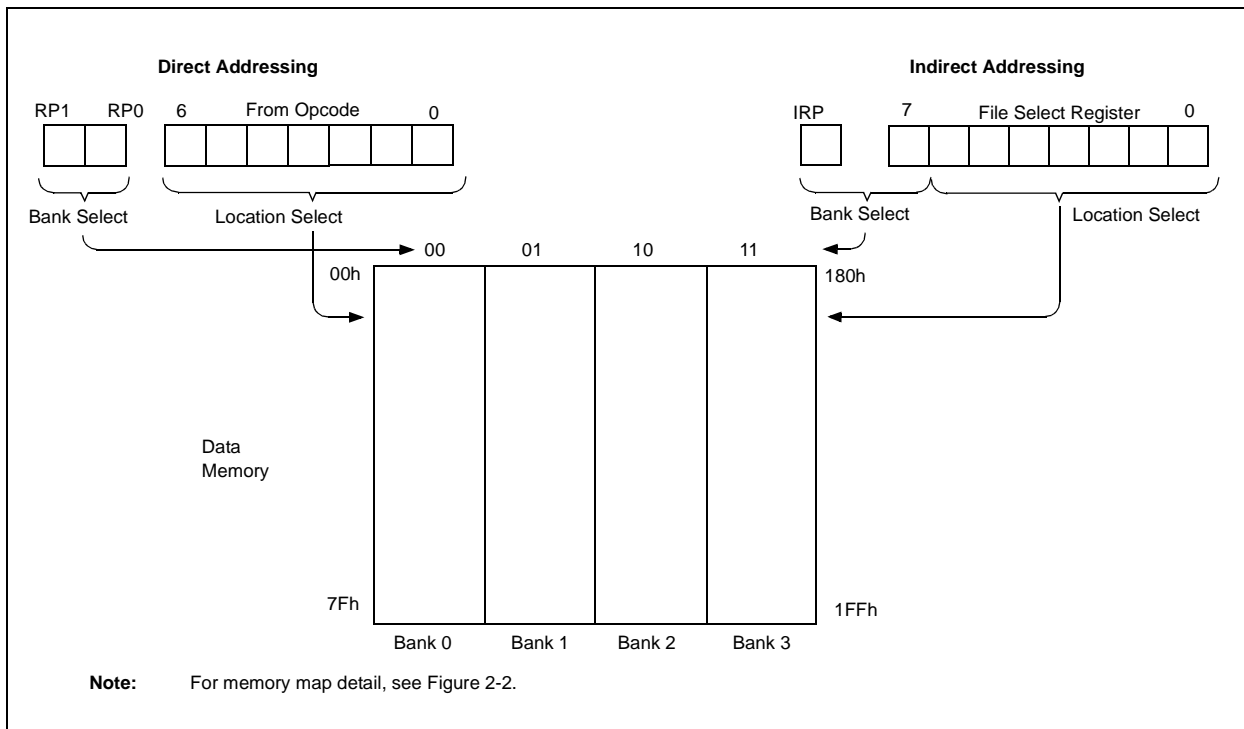 Direct Addressing
Indirect Addressing
RP1 RP0 6 From Opcode 0
IRP 7 File Select Register 0
Bank Select Location Select
Bank Select Location Select
00 01 10 11
00h 180h
Data
Memory
7Fh 1FFh
Bank 0 Bank 1 Bank 2 Bank 3
Note: For memory map detail, see Figure 2-2.